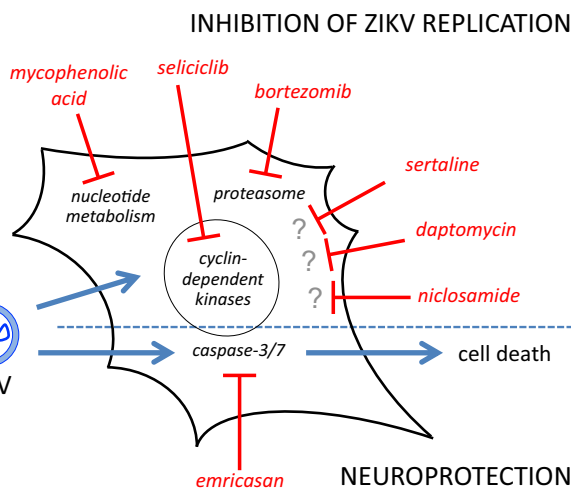 INHIBITION OF ZIKV REPLICATION
mycophenolic
acid
seliciclib
bortezomib
sertaline
daptomycin
niclosamide
nucleotide
metabolism
proteasome
?
?
?
cyclin-
dependent
kinases
caspase-3/7
cell death
V
emricasan
NEUROPROTECTION